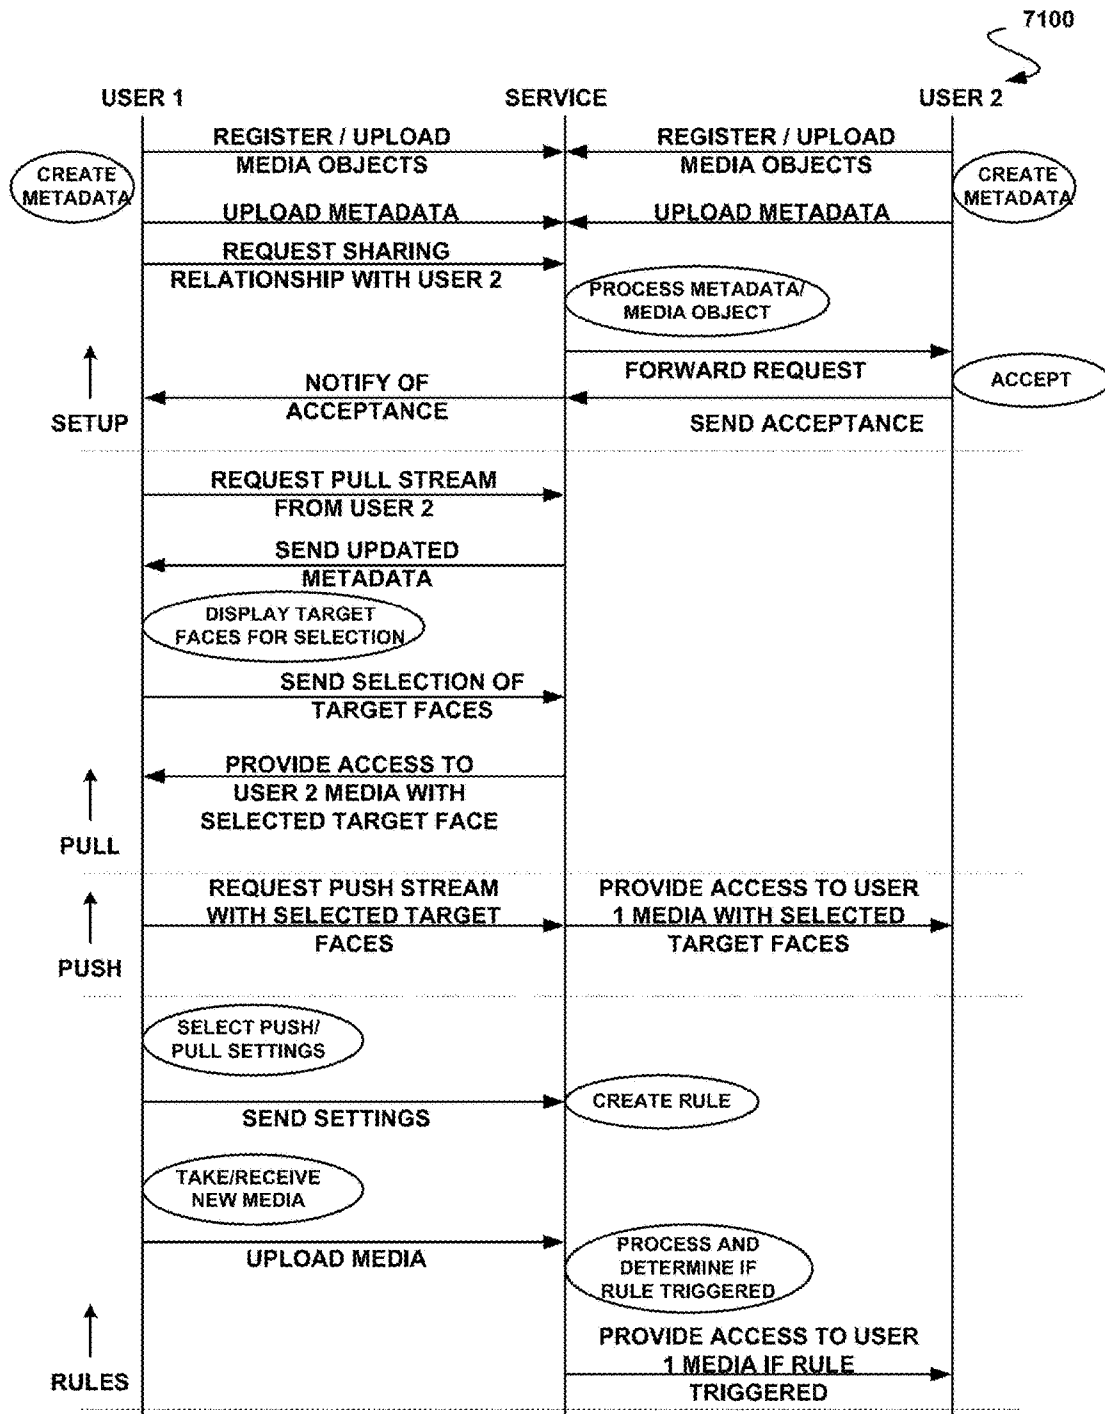 7100
USER 1
SERVICE
USER 2
REGISTER / UPLOAD
MEDIA OBJECTS
REGISTER / UPLOAD
MEDIA OBJECTS
CREATE
METADATA
CREATE
METADATA
UPLOAD METADATA
UPLOAD METADATA
REQUEST SHARING
RELATIONSHIP WITH USER 2
PROCESS METADATA/
MEDIA OBJECT
FORWARD REQUEST
ACCEPT
NOTIFY OF
ACCEPTANCE
SEND ACCEPTANCE
SETUP
REQUEST PULL STREAM
FROM USER 2
SEND UPDATED
METADATA
DISPLAY TARGET
FACES FOR SELECTION
SEND SELECTION OF
TARGET FACES
PROVIDE ACCESS TO
USER 2 MEDIA WITH
SELECTED TARGET FACE
PULL
REQUEST PUSH STREAM
WITH SELECTED TARGET
FACES
PROVIDE ACCESS TO USER
1 MEDIA WITH SELECTED
TARGET FACES
PUSH
SELECT PUSH/
PULL SETTINGS
SEND SETTINGS
CREATE RULE
TAKE/RECEIVE
NEW MEDIA
UPLOAD MEDIA
PROCESS AND
DETERMINE IF
RULE TRIGGERED
PROVIDE ACCESS TO USER
1 MEDIA IF RULE
TRIGGERED
RULES